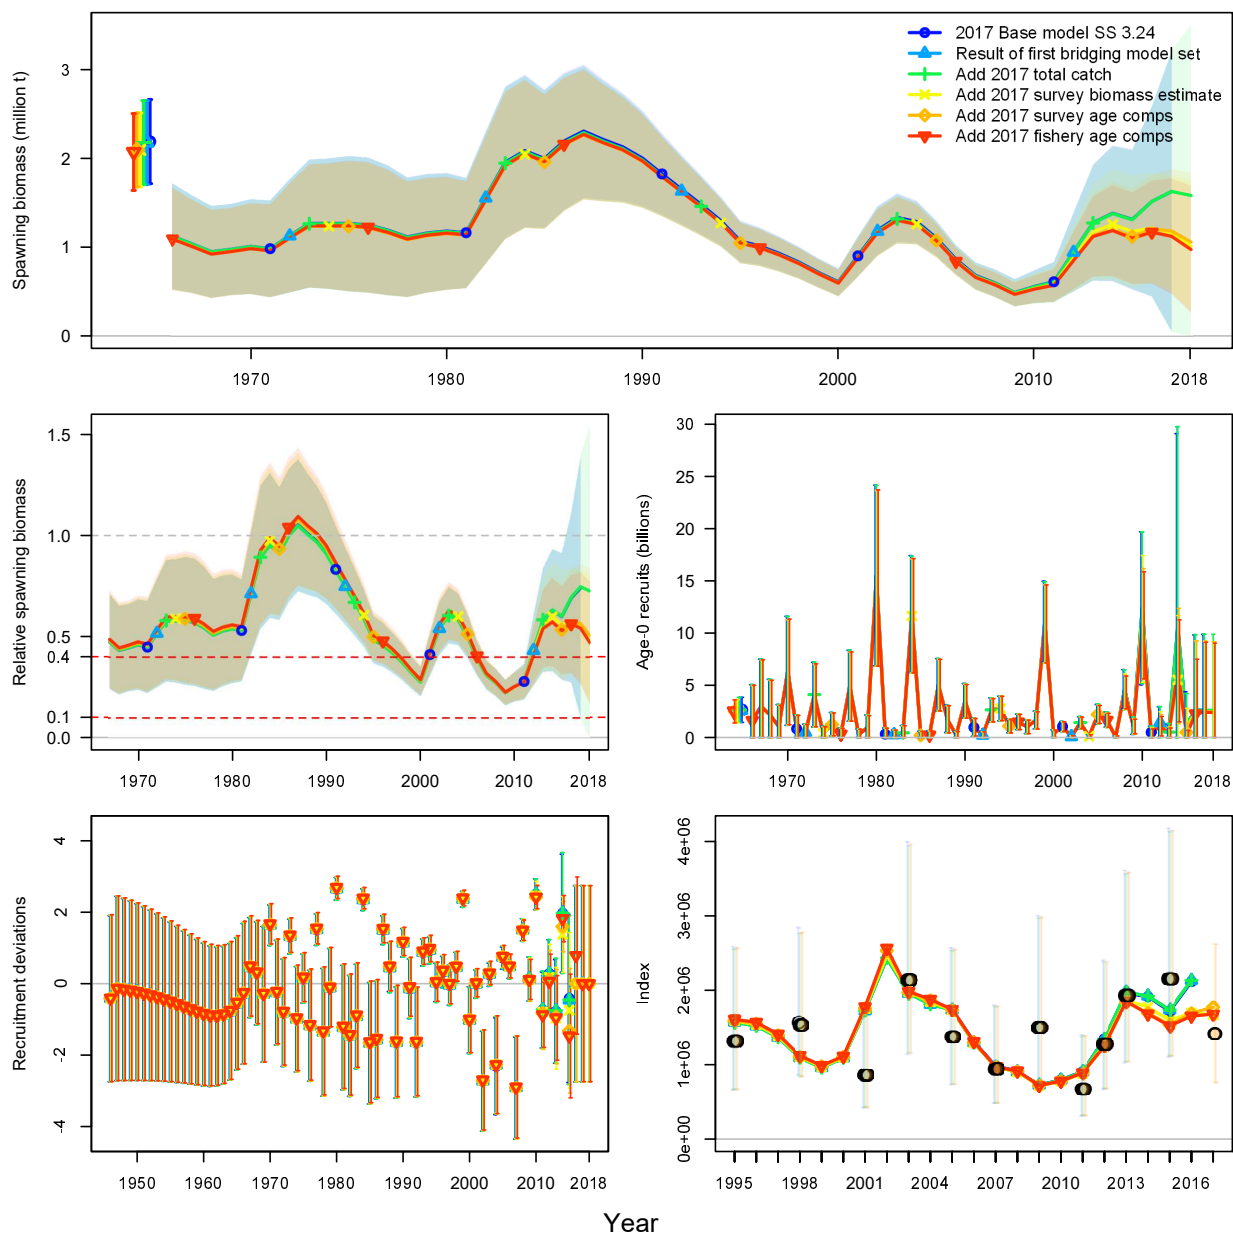 2017 Base model SS 3.24
Result of first bridging model set
Add 2017 total catch
Add 2017 survey biomass estimate
Add 2017 survey age comps
Add 2017 fishery age comps
Spawning biomass (million t)
3
2
1
0
1970 1980 1990 2000 2010 2018
Relative spawning biomass
1.5
1.0
0.5
0.4
0.1
0.0
1970 1980 1990 2000 2010 2018
Age-0 recruits (billions)
30
25
20
15
10
5
0
1970 1980 1990 2000 2010 2018
Recruitment deviations
4
2
0
-2
-4
1950 1960 1970 1980 1990 2000 2010 2018
Index
4e+06
3e+06
2e+06
1e+06
0e+00
1995 1998 2001 2004 2007 2010 2013 2016
Year